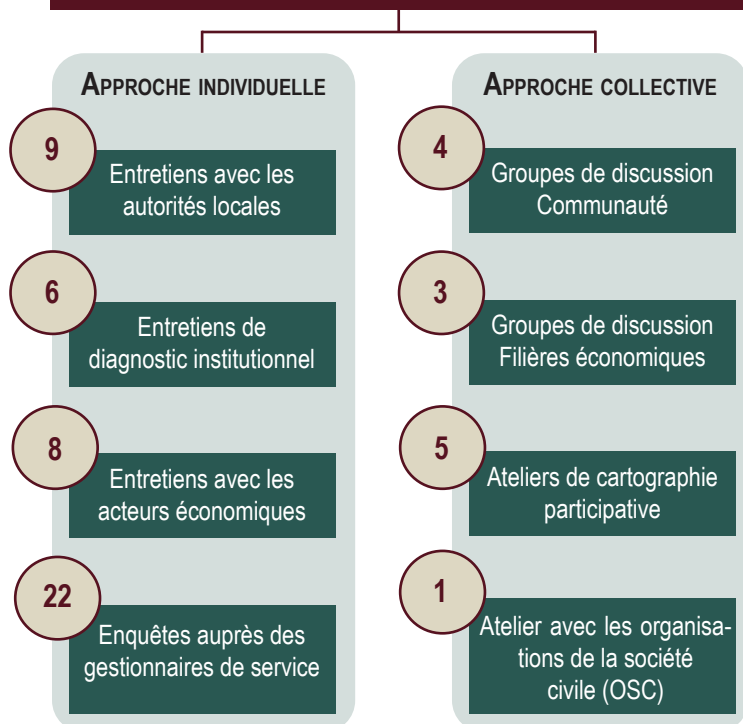 APPROCHE INDIVIDUELLE
9
Entretiens avec les
autorités locales
6
Entretiens de
diagnostic institutionnel
8
Entretiens avec les
acteurs économiques
22
Enquêtes auprès des
gestionnaires de service
APPROCHE COLLECTIVE
4
Groupes de discussion
Communauté
3
Groupes de discussion
Filières économiques
5
Ateliers de cartographie
participative
1
Atelier avec les organisa-
tions de la société
civile (OSC)